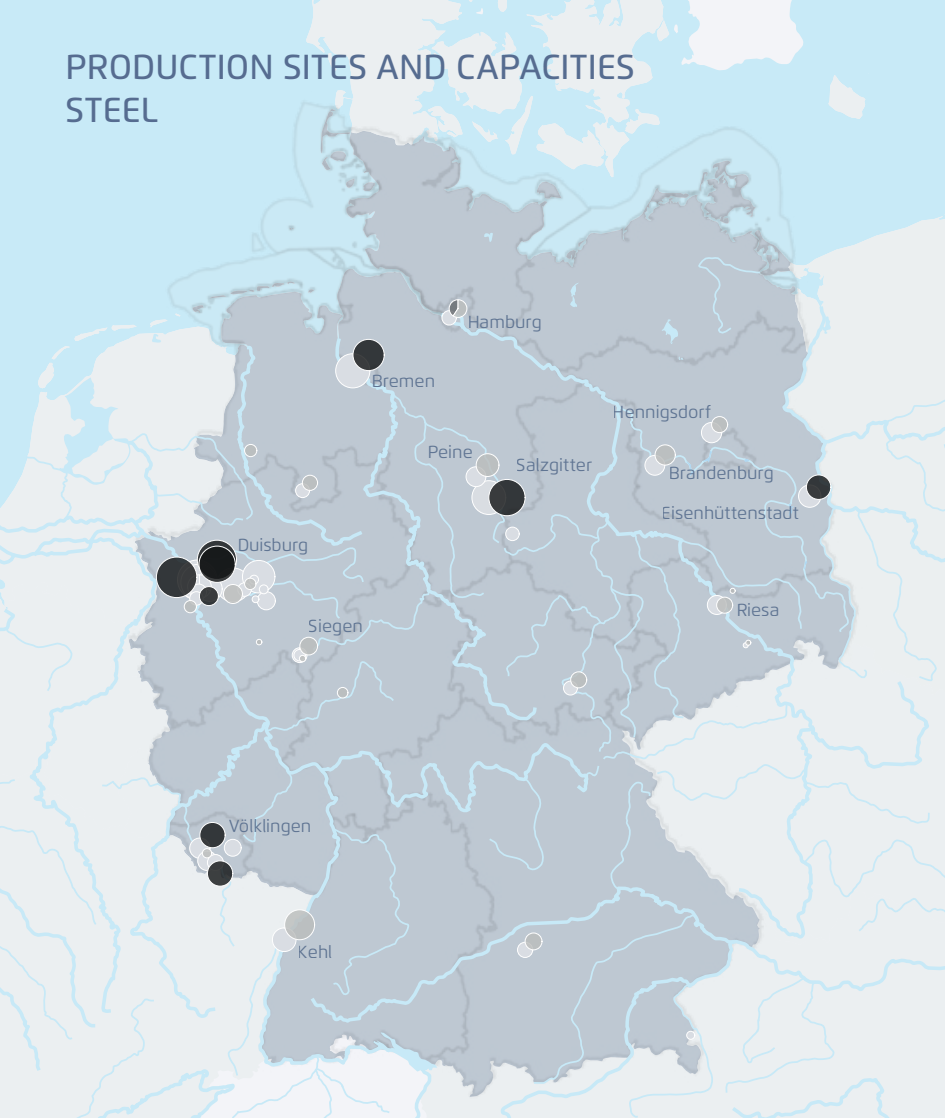 PRODUCTION SITES AND CAPACITIES
STEEL
Hamburg
Bremen
Hennigsdorf
Peine
Salzgitter
Brandenburg
Eisenhüttenstadt
Duisburg
Riesa
Siegen
Völklingen
Kehl